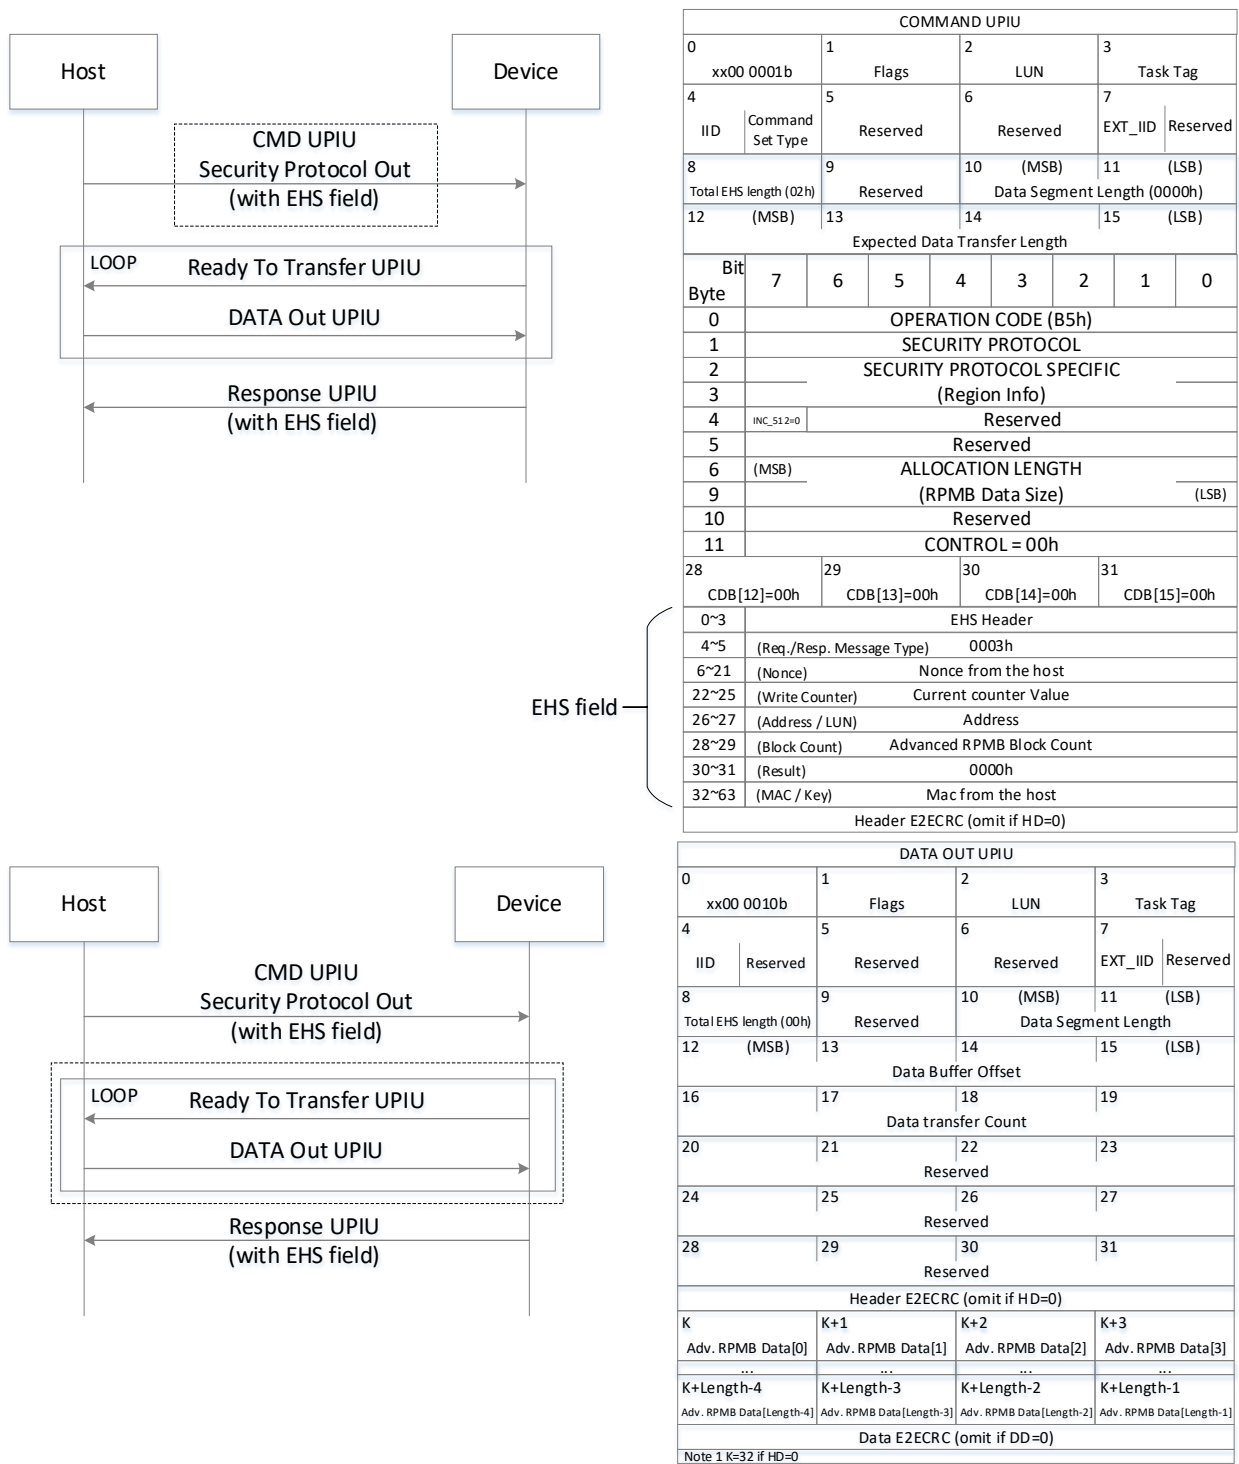 Host
Device
CMD UPIU
Security Protocol Out
(with EHS field)
LOOP
Ready To Transfer UPIU
DATA Out UPIU
Response UPIU
(with EHS field)
COMMAND UPIU
0 1 2 3
xx00 0001b Flags LUN Task Tag
4 5 6 7
IID Command Set Type Reserved Reserved EXT_IID Reserved
8 9 10 (MSB) 11 (LSB)
Total EHS length (02h) Reserved Data Segment Length (0000h)
12 (MSB) 13 14 15 (LSB)
Expected Data Transfer Length
Bit
Byte 7 6 5 4 3 2 1 0
0 OPERATION CODE (B5h)
1 SECURITY PROTOCOL
2 SECURITY PROTOCOL SPECIFIC
3 (Region Info)
4 INC_512=0 Reserved
5 Reserved
6 (MSB) ALLOCATION LENGTH
9 (RPMB Data Size) (LSB)
10 Reserved
11 CONTROL = 00h
28 29 30 31
CDB[12]=00h CDB[13]=00h CDB[14]=00h CDB[15]=00h
EHS field
0~3 EHS Header
4~5 (Req./Resp. Message Type) 0003h
6~21 (Nonce) Nonce from the host
22~25 (Write Counter) Current counter Value
26~27 (Address / LUN) Address
28~29 (Block Count) Advanced RPMB Block Count
30~31 (Result) 0000h
32~63 (MAC / Key) Mac from the host
Header E2ECRC (omit if HD=0)
Host
Device
CMD UPIU
Security Protocol Out
(with EHS field)
LOOP
Ready To Transfer UPIU
DATA Out UPIU
Response UPIU
(with EHS field)
DATA OUT UPIU
0 1 2 3
xx00 0010b Flags LUN Task Tag
4 5 6 7
IID Reserved Reserved Reserved EXT_IID Reserved
8 9 10 (MSB) 11 (LSB)
Total EHS length (00h) Reserved Data Segment Length
12 (MSB) 13 14 15 (LSB)
Data Buffer Offset
16 17 18 19
Data transfer Count
20 21 22 23
Reserved
24 25 26 27
Reserved
28 29 30 31
Reserved
Header E2ECRC (omit if HD=0)
K K+1 K+2 K+3
Adv. RPMB Data[0] Adv. RPMB Data[1] Adv. RPMB Data[2] Adv. RPMB Data[3]
... ... ... ...
K+Length-4 K+Length-3 K+Length-2 K+Length-1
Adv. RPMB Data[Length-4] Adv. RPMB Data[Length-3] Adv. RPMB Data[Length-2] Adv. RPMB Data[Length-1]
Data E2ECRC (omit if DD=0)
Note 1 K=32 if HD=0